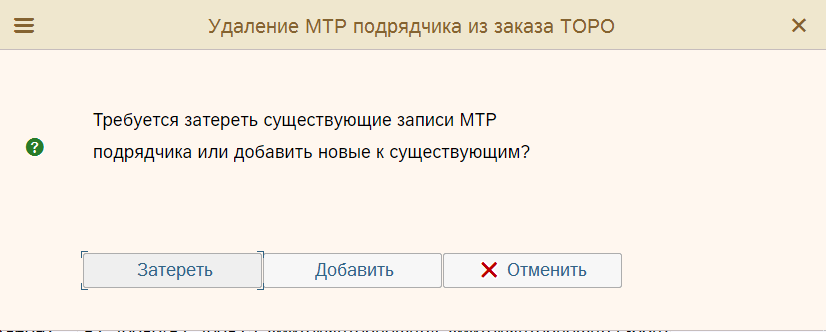 Удаление МТР подрядчика из заказа ТОРО
Требуется затереть существующие записи МТР
подрядчика или добавить новые к существующим?
Затереть
Добавить
Отменить